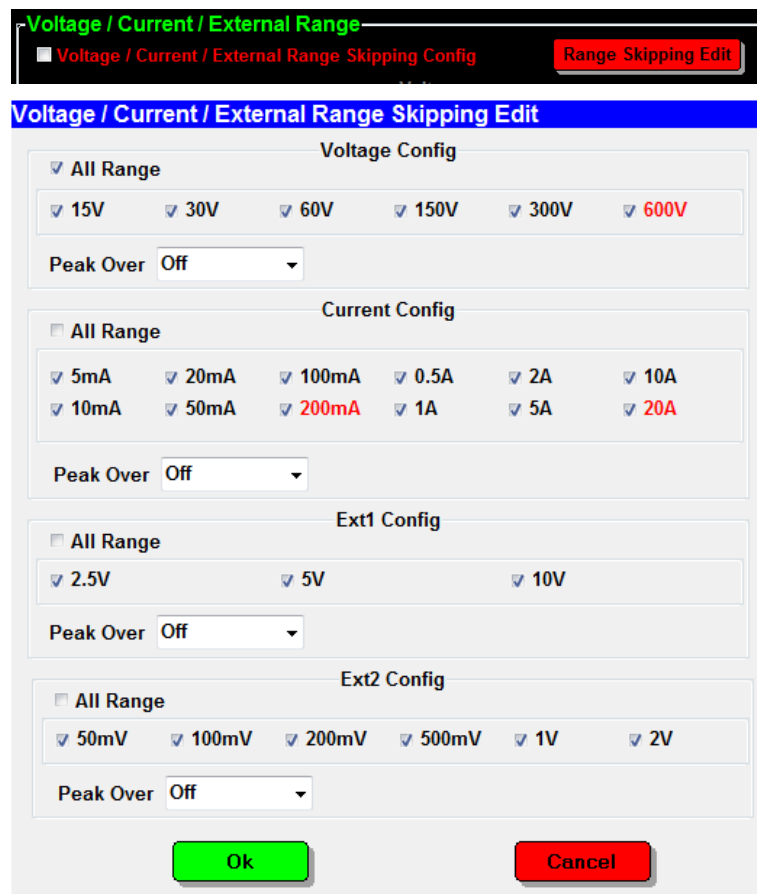 Voltage / Current / External Range
Voltage / Current / External Range Skipping Config Range Skipping Edit
Voltage / Current / External Range Skipping Edit
Voltage Config
All Range
15V 30V 60V 150V 300V 600V
Peak Over Off
Current Config
All Range
5mA 20mA 100mA 0.5A 2A 10A
10mA 50mA 200mA 1A 5A 20A
Peak Over Off
Ext1 Config
All Range
2.5V 5V 10V
Peak Over Off
Ext2 Config
All Range
50mV 100mV 200mV 500mV 1V 2V
Peak Over Off
Ok Cancel